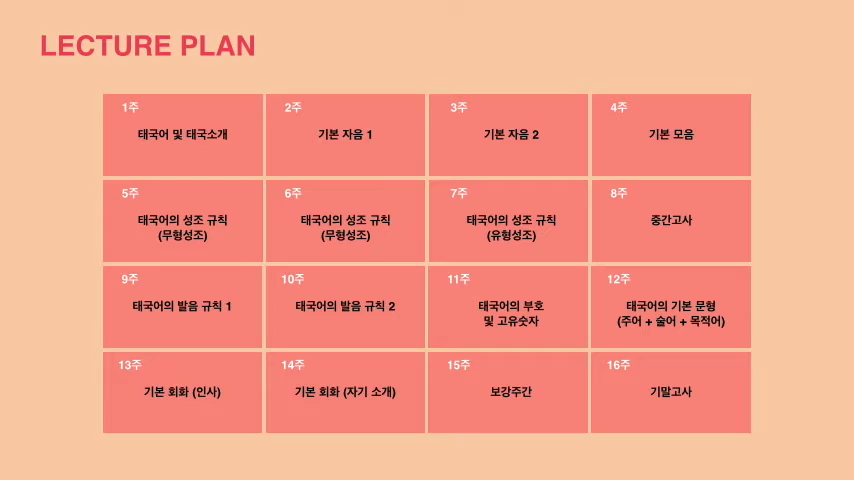 LECTURE PLAN
1주
태국어 및 태국소개
2주
기본 자음 1
3주
기본 자음 2
4주
기본 모음
5주
태국어의 성조 규칙
(무형성조)
6주
태국어의 성조 규칙
(무형성조)
7주
태국어의 성조 규칙
(유형성조)
8주
중간고사
9주
태국어의 발음 규칙 1
10주
태국어의 발음 규칙 2
11주
태국어의 부호
및 고유숫자
12주
태국어의 기본 문형
(주어 + 술어 + 목적어)
13주
기본 회화 (인사)
14주
기본 회화 (자기 소개)
15주
보강주간
16주
기말고사